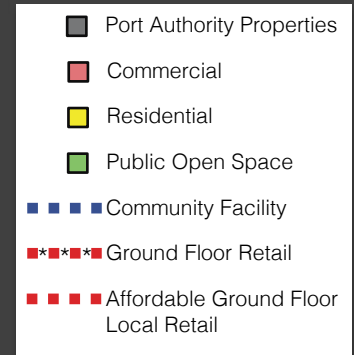 Port Authority Properties
Commercial
Residential
Public Open Space
Community Facility
Ground Floor Retail
Affordable Ground Floor
Local Retail